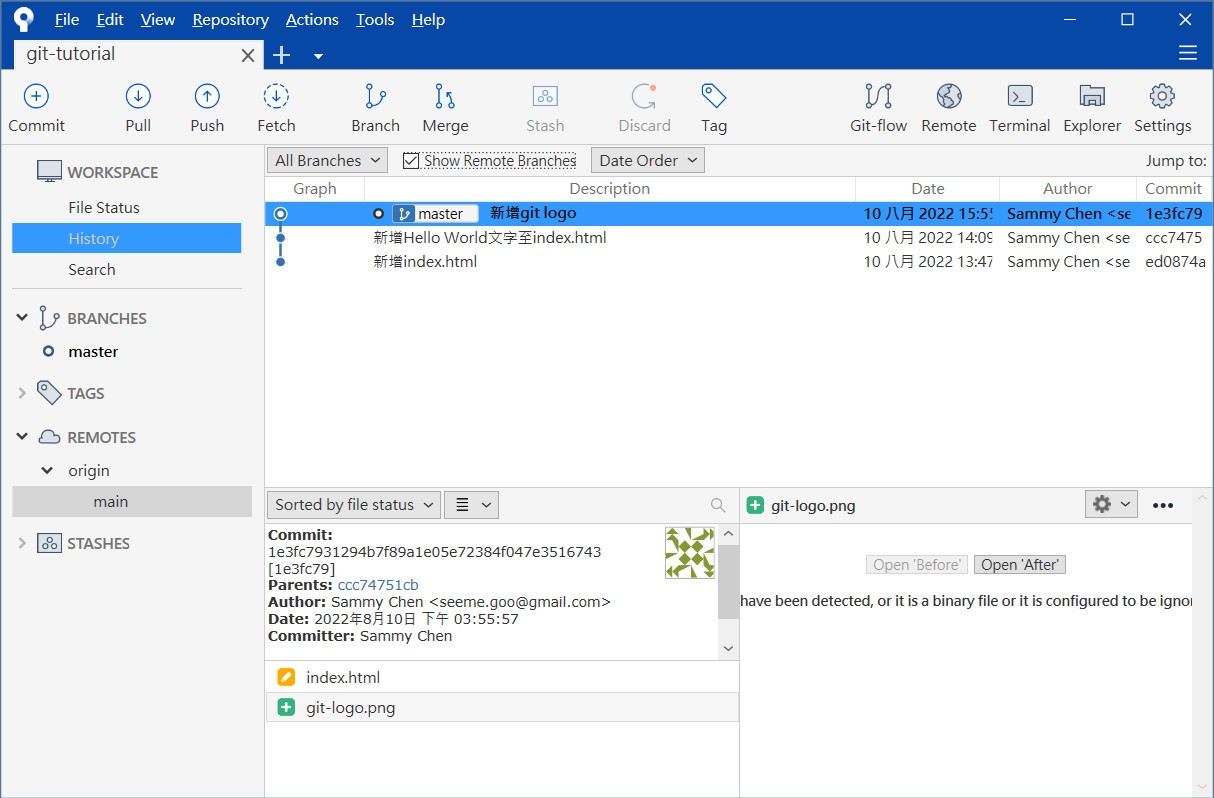 File Edit View Repository Actions Tools Help
git-tutorial
Commit Pull Push Fetch Branch Merge Stash Discard Tag Git-flow Remote Terminal Explorer Settings
WORKSPACE
File Status
History
Search
BRANCHES
master
TAGS
REMOTES
origin
main
STASHES
All Branches Show Remote Branches Date Order Jump to:
Graph Description Date Author Commit
master 新增git logo 10 八月 2022 15:55 Sammy Chen <se 1e3fc79
新增Hello World文字至index.html 10 八月 2022 14:09 Sammy Chen <se ccc7475
新增index.html 10 八月 2022 13:47 Sammy Chen <se ed0874a
Sorted by file status
Commit:
1e3fc7931294b7f89a1e05e72384f047e3516743
[1e3fc79]
Parents: ccc74751cb
Author: Sammy Chen <seeme.goo@gmail.com>
Date: 2022年8月10日 下午 03:55:57
Committer: Sammy Chen
index.html
git-logo.png
git-logo.png
Open 'Before' Open 'After'
have been detected, or it is a binary file or it is configured to be ignor